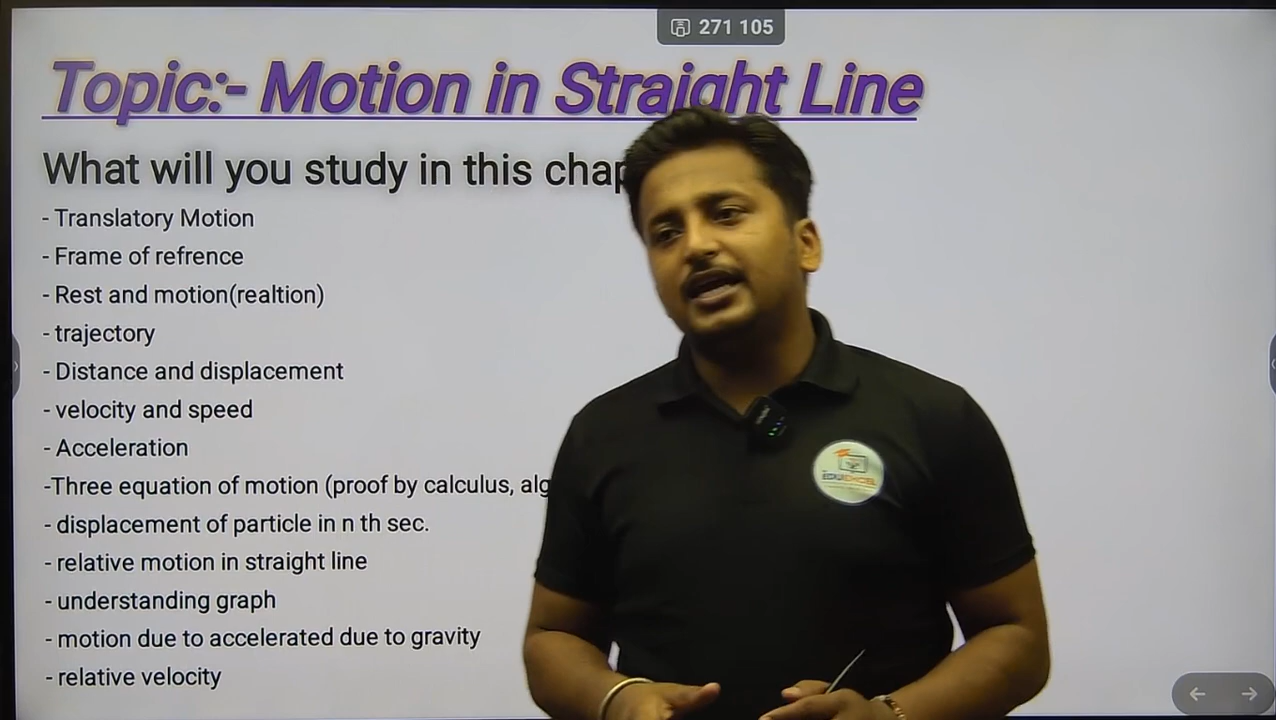 271 105
Topic:- Motion in Straight Line
What will you study in this chap
- Translatory Motion
- Frame of refrence
- Rest and motion(realtion)
- trajectory
- Distance and displacement
- velocity and speed
- Acceleration
-Three equation of motion (proof by calculus, alg
- displacement of particle in n th sec.
- relative motion in straight line
- understanding graph
- motion due to accelerated due to gravity
- relative velocity